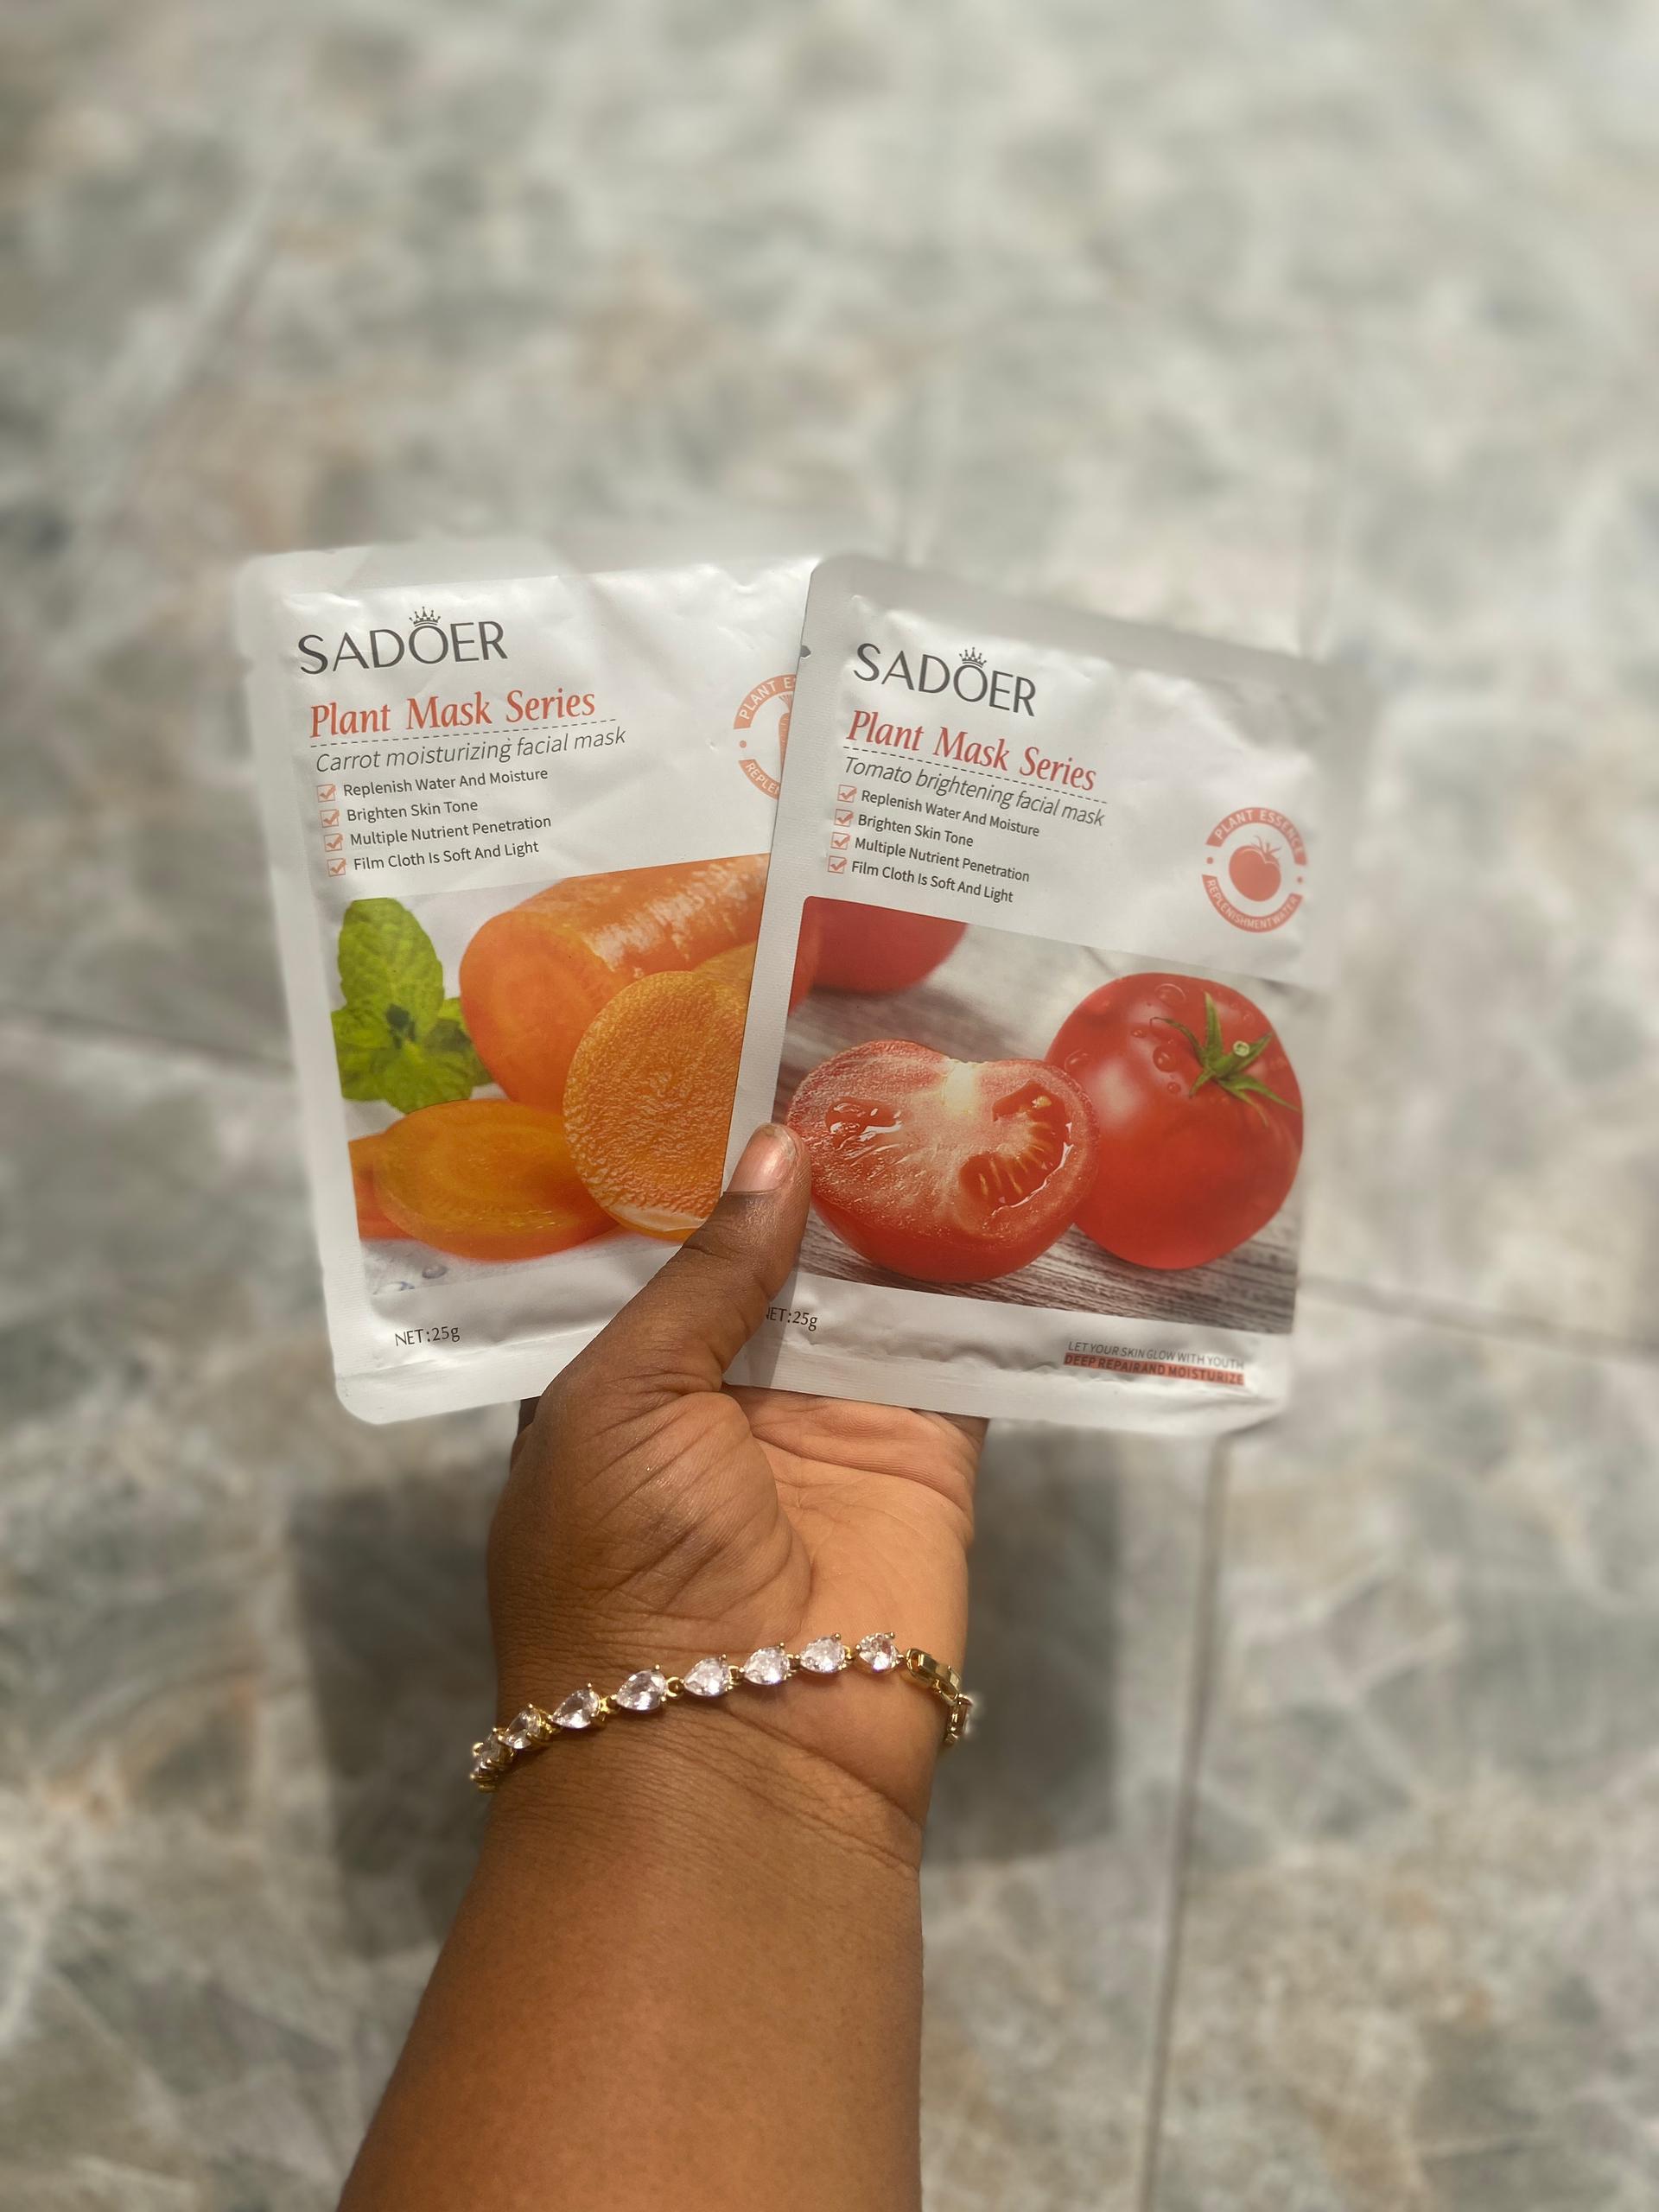 SADOER
Plant Mask Series
Carrot moisturizing facial mask
Replenish Water And Moisture
Brighten Skin Tone
Multiple Nutrient Penetration
Film Cloth Is Soft And Light
PLANT
NET:25g
SADOER
Plant Mask Series
Tomato brightening facial mask
Replenish Water And Moisture
Brighten Skin Tone
Multiple Nutrient Penetration
Film Cloth Is Soft And Light
PLANT ESSENCE
REPLENISHMENTWATER
NET:25g
LET YOUR SKIN GLOW WITH YOUTH
DEEP REPAIR AND MOISTURIZE